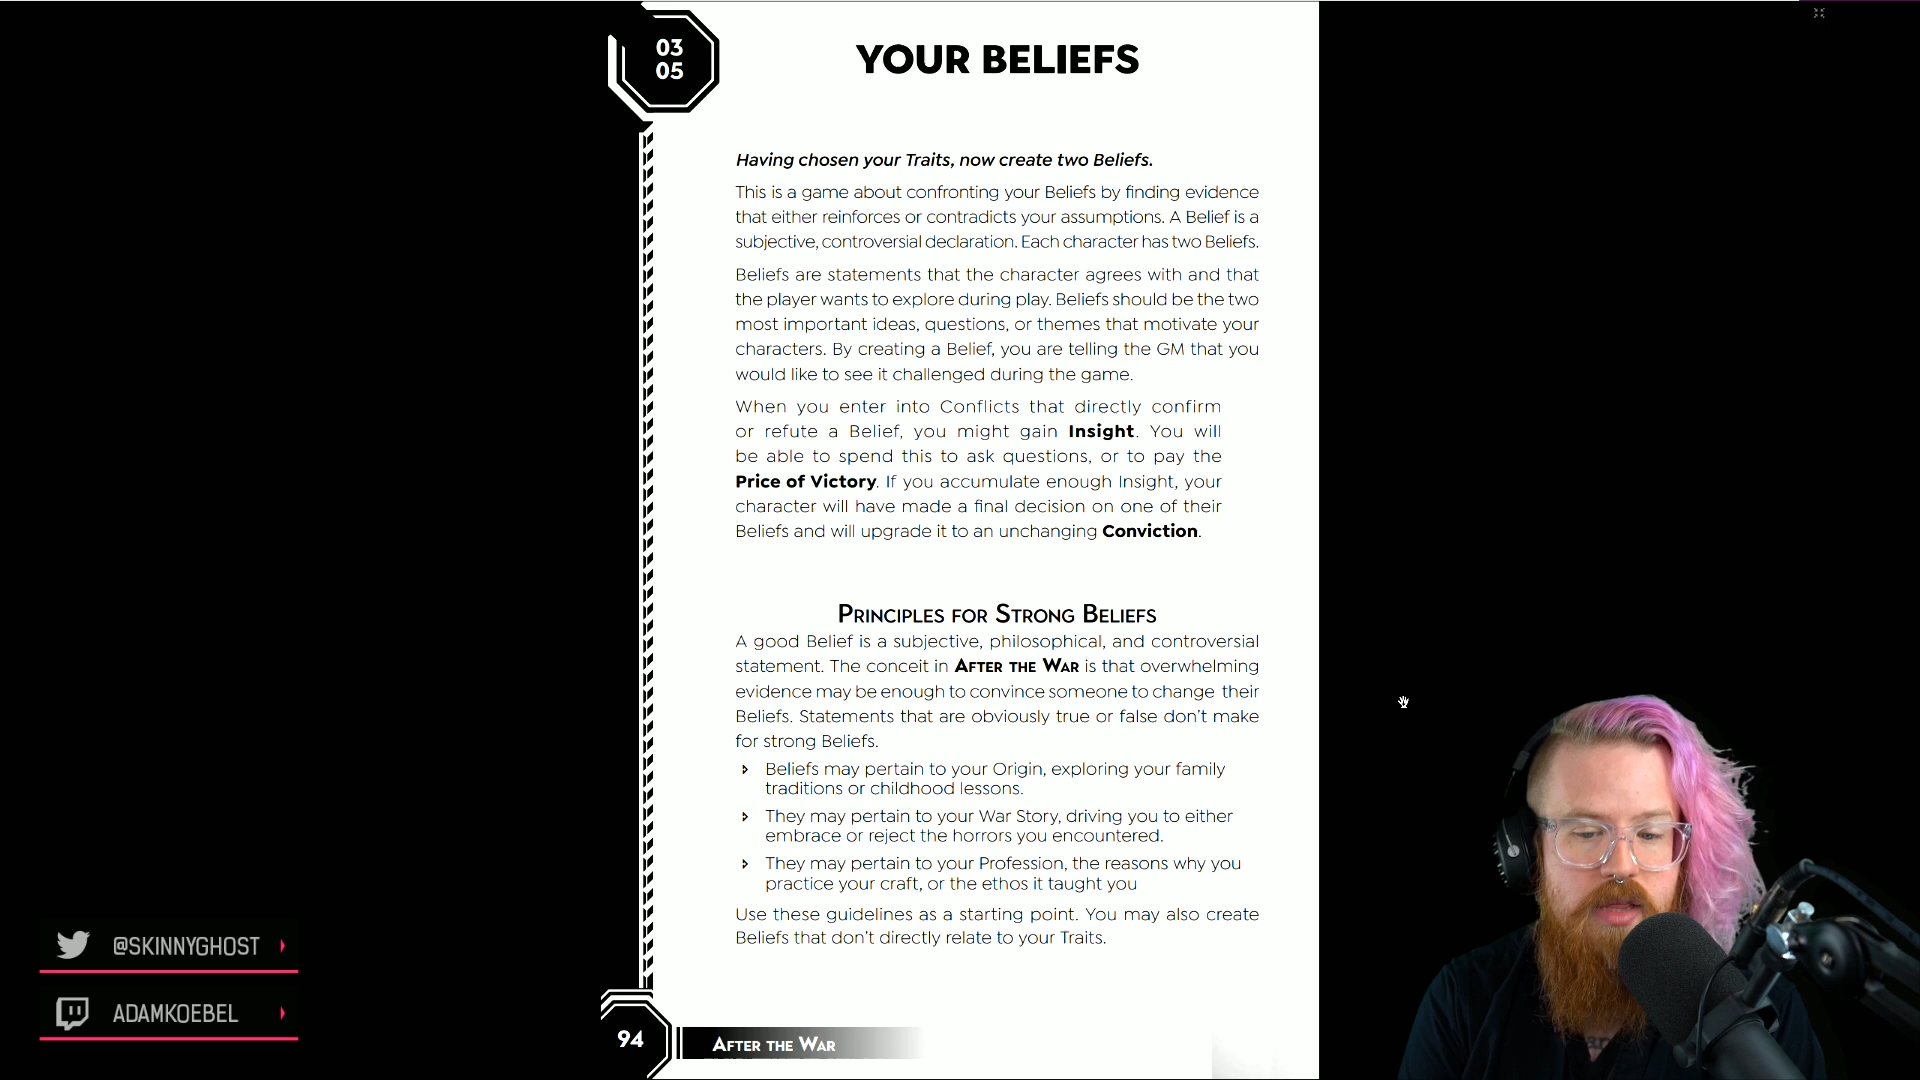 03
05
YOUR BELIEFS
Having chosen your Traits, now create two Beliefs.
This is a game about confronting your Beliefs by finding evidence
that either reinforces or contradicts your assumptions. A Belief is a
subjective, controversial declaration. Each character has two Beliefs.
Beliefs are statements that the character agrees with and that
the player wants to explore during play. Beliefs should be the two
most important ideas, questions, or themes that motivate your
characters. By creating a Belief, you are telling the GM that you
would like to see it challenged during the game.
When you enter into Conflicts that directly confirm
or refute a Belief, you might gain Insight. You will
be able to spend this to ask questions, or to pay the
Price of Victory. If you accumulate enough Insight, your
character will have made a final decision on one of their
Beliefs and will upgrade it to an unchanging Conviction.
PRINCIPLES FOR STRONG BELIEFS
A good Belief is a subjective, philosophical, and controversial
statement. The conceit in AFTER THE WAR is that overwhelming
evidence may be enough to convince someone to change their
Beliefs. Statements that are obviously true or false don't make
for strong Beliefs.
Beliefs may pertain to your Origin, exploring your family
traditions or childhood lessons.
They may pertain to your War Story, driving you to either
embrace or reject the horrors you encountered.
They may pertain to your Profession, the reasons why you
practice your craft, or the ethos it taught you
Use these guidelines as a starting point. You may also create
Beliefs that don't directly relate to your Traits.
94
AFTER THE WAR
@SKINNYGHOST
ADAMKOEBEL